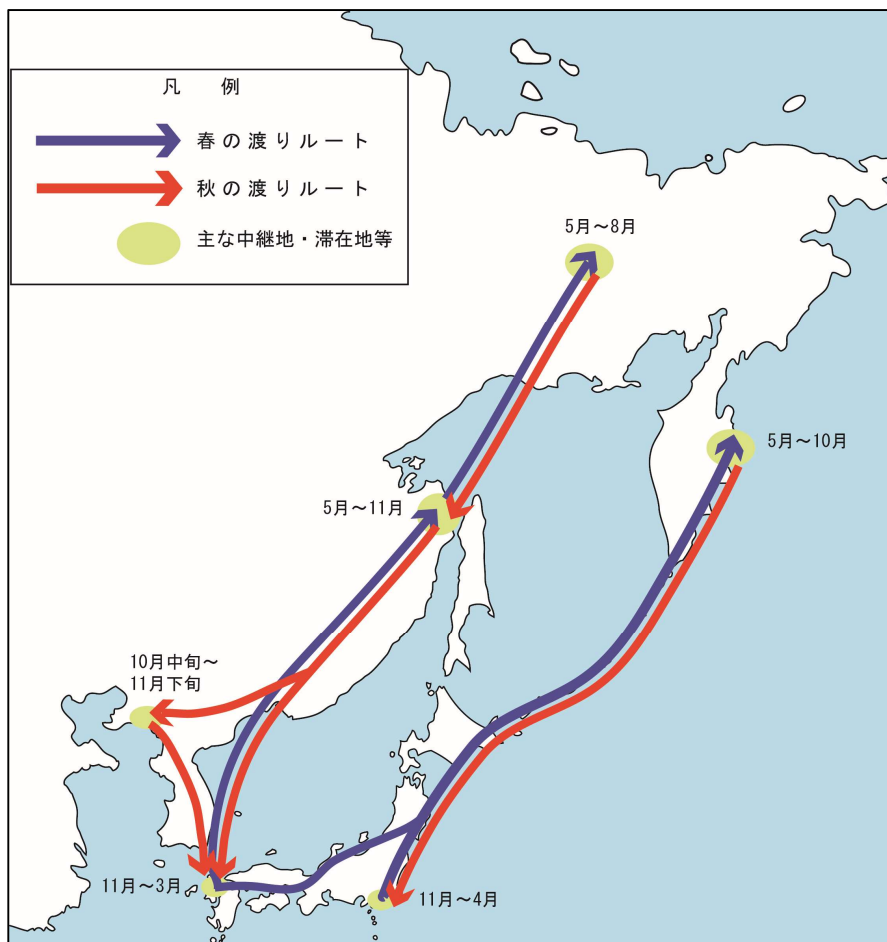 凡 例
春の渡りルート
秋の渡りルート
主な中継地・滞在地等
5月~8月
5月~10月
5月~11月
10月中旬~
11月下旬
11月~3月
11月~4月